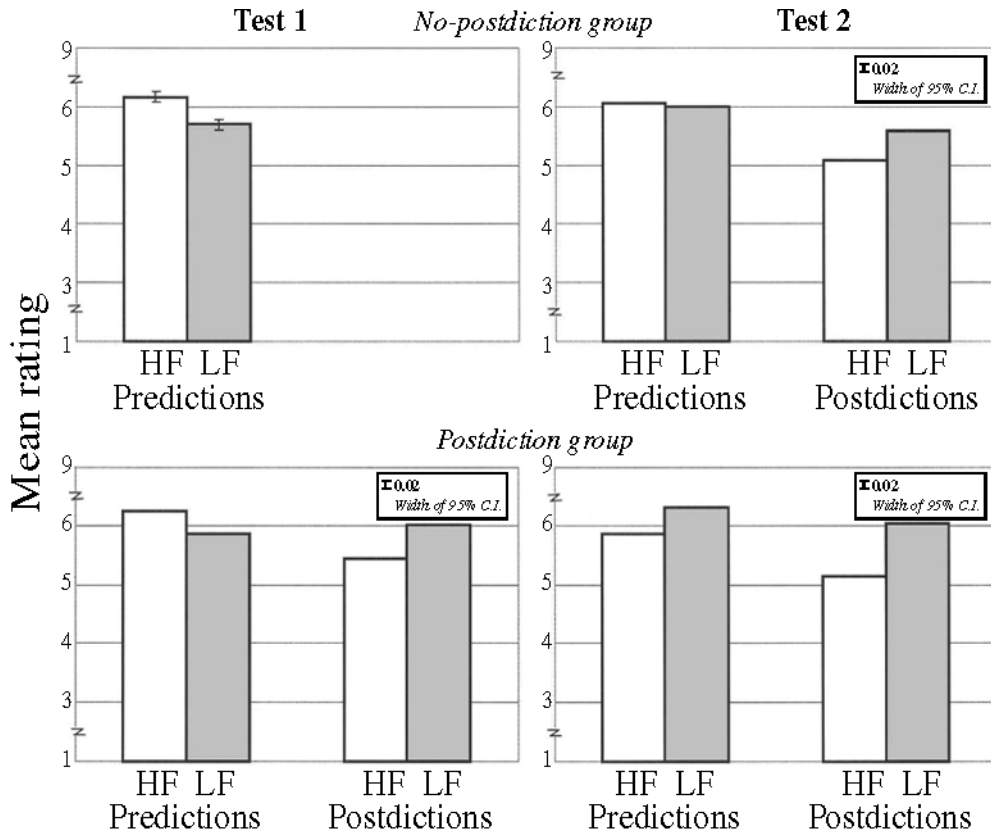 Test 1
No-postdiction group
Test 2
Mean rating
9
6
5
4
3
1
HF LF
Predictions
9
6
5
4
3
1
0.02
Width of 95% C.I.
HF LF
Predictions
HF LF
Postdictions
Postdiction group
9
6
5
4
3
1
0.02
Width of 95% C.I.
HF LF
Predictions
HF LF
Postdictions
9
6
5
4
3
1
0.02
Width of 95% C.I.
HF LF
Predictions
HF LF
Postdictions